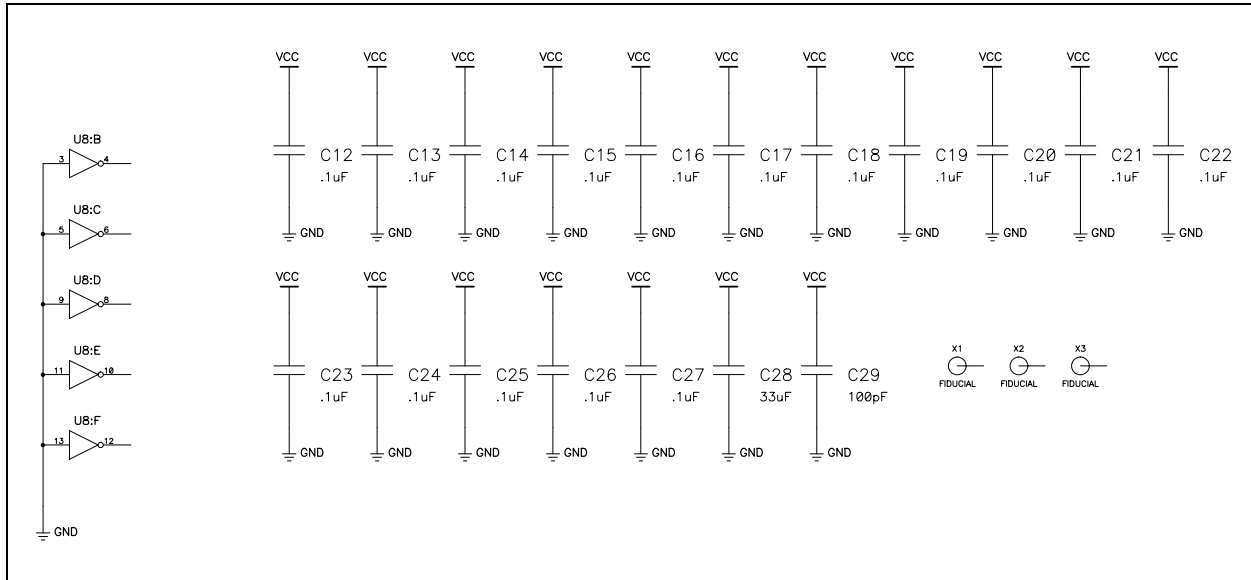 VCC VCC VCC VCC VCC VCC VCC VCC VCC VCC VCC
U8:B
3 4
C12 C13 C14 C15 C16 C17 C18 C19 C20 C21 C22
.1uF .1uF .1uF .1uF .1uF .1uF .1uF .1uF .1uF .1uF .1uF
U8:C
5 6
GND GND GND GND GND GND GND GND GND GND GND
U8:D
9 8
VCC VCC VCC VCC VCC VCC VCC
U8:E
11 10
C23 C24 C25 C26 C27 C28 C29
.1uF .1uF .1uF .1uF .1uF 33uF 100pF
X1 X2 X3
FIDUCIAL FIDUCIAL FIDUCIAL
U8:F
13 12
GND GND GND GND GND GND GND
GND